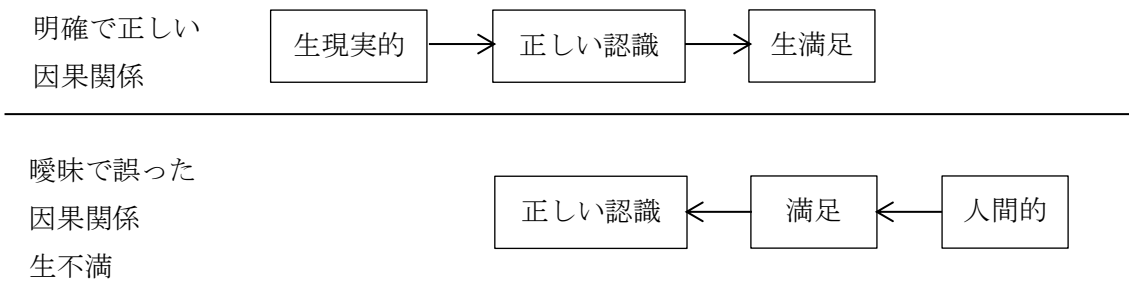 明確で正しい
因果関係
生現実的
正しい認識
生満足
曖昧で誤った
因果関係
生不満
正しい認識
満足
人間的